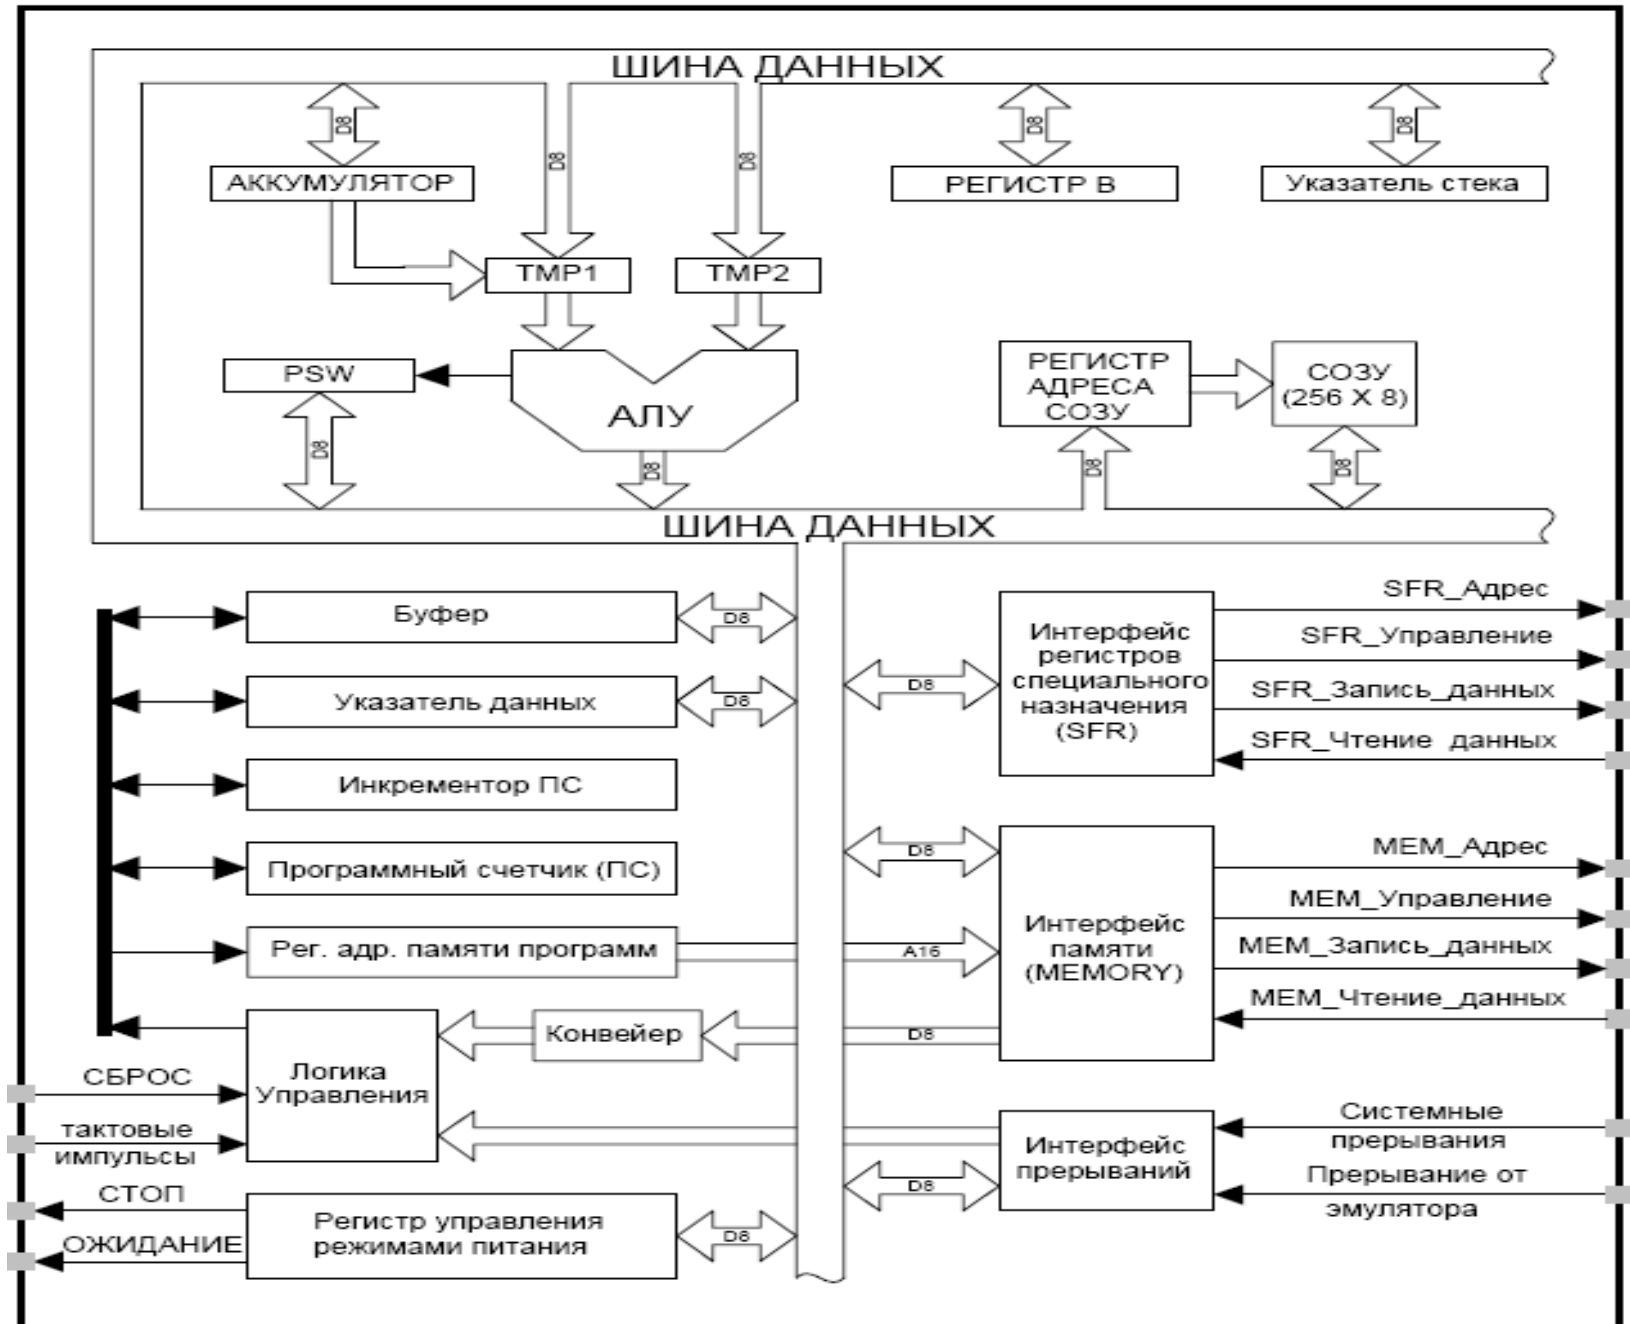 ШИНА ДАННЫХ
D8
D8
D8
D8
D8
АККУМУЛЯТОР
РЕГИСТР В
Указатель стека
TMP1
TMP2
PSW
АЛУ
РЕГИСТР
АДРЕСА
СОЗУ
СОЗУ
(256 X 8)
D8
D8
D8
D8
ШИНА ДАННЫХ
Буфер
D8
Указатель данных
D8
Инкрементор ПС
Программный счетчик (ПС)
Рег. адр. памяти программ
A16
Конвейер
D8
Логика
Управления
СБРОС
тактовые
импульсы
СТОП
ОЖИДАНИЕ
Регистр управления
режимами питания
D8
D8
Интерфейс
регистров
специального
назначения
(SFR)
SFR_Адрес
SFR_Управление
SFR_Запись_данных
SFR_Чтение данных
D8
Интерфейс
памяти
(MEMORY)
MEM_Адрес
MEM_Управление
MEM_Запись_данных
MEM_Чтение_данных
D8
Интерфейс
прерываний
Системные
прерывания
Прерывание от
эмулятора